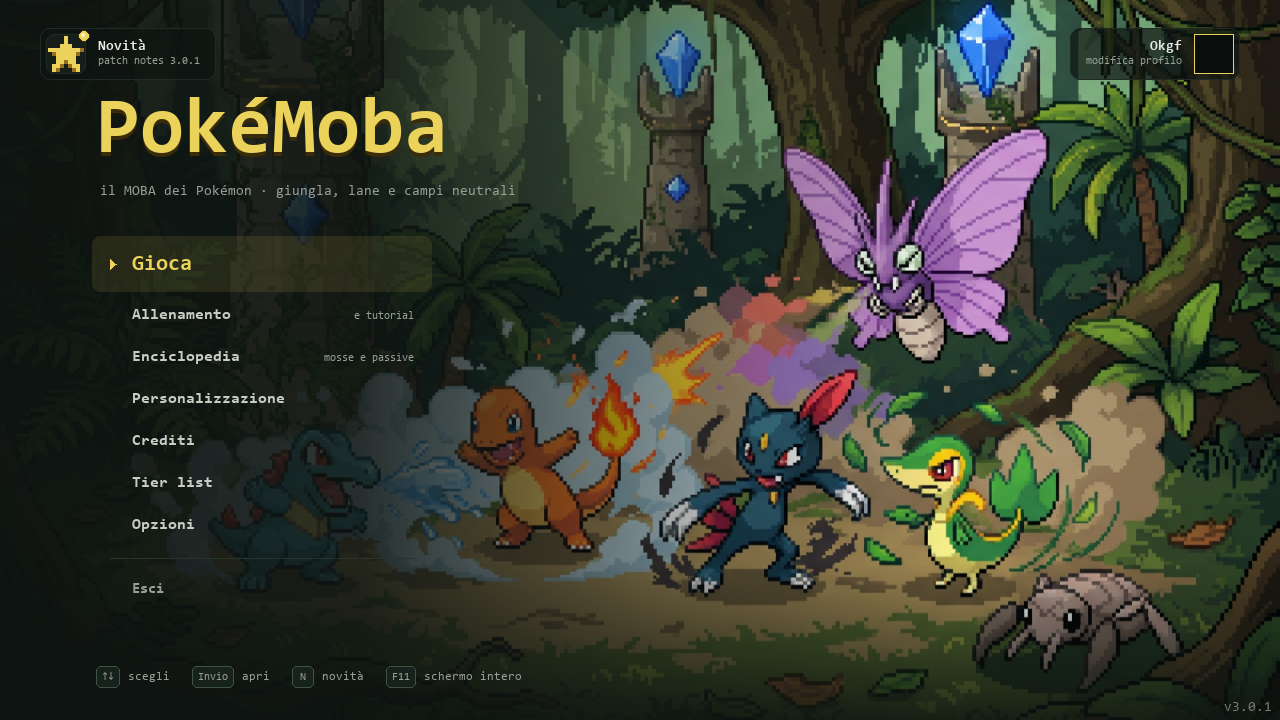 Novità
patch notes 3.0.1
Okgf
modifica profilo
PokéMoba
il MOBA dei Pokémon · giungla, lane e campi neutrali
Gioca
Allenamento e tutorial
Enciclopedia mosse e passive
Personalizzazione
Crediti
Tier list
Opzioni
Esci
↑↓ scegli Invio apri N novità F11 schermo intero
v3.0.1